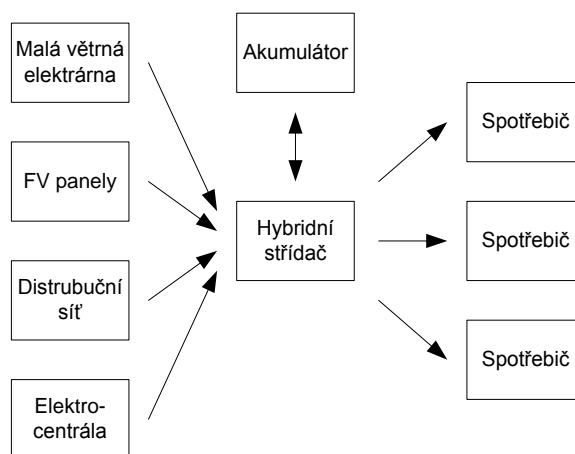 Malá větrná
elektrárna
FV panely
Distrubuční
síť
Elektro-
centrála
Akumulátor
Hybridní
střídač
Spotřebič
Spotřebič
Spotřebič